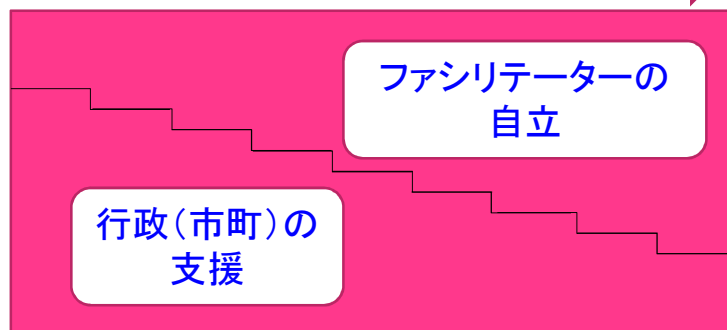 ファシリテーターの
自立
行政（市町）の
支援